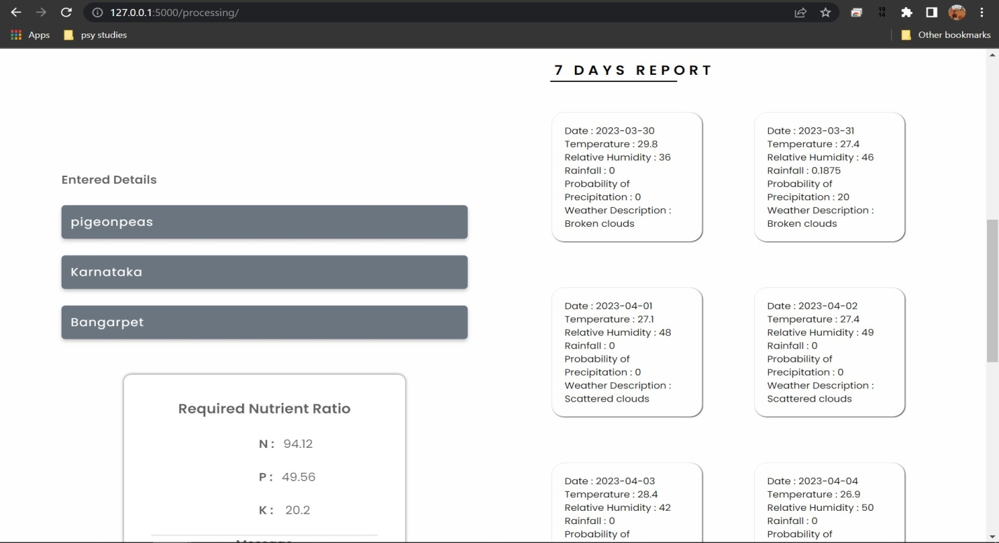 127.0.0.1:5000/processing/
19
14
Apps
psy studies
Other bookmarks
7 DAYS REPORT
Entered Details
pigeonpeas
Karnataka
Bangarpet
Required Nutrient Ratio
N : 94.12
P : 49.56
K : 20.2
Message
Date : 2023-03-30
Temperature : 29.8
Relative Humidity : 36
Rainfall : 0
Probability of
Precipitation : 0
Weather Description :
Broken clouds
Date : 2023-03-31
Temperature : 27.4
Relative Humidity : 46
Rainfall : 0.1875
Probability of
Precipitation : 20
Weather Description :
Broken clouds
Date : 2023-04-01
Temperature : 27.1
Relative Humidity : 48
Rainfall : 0
Probability of
Precipitation : 0
Weather Description :
Scattered clouds
Date : 2023-04-02
Temperature : 27.4
Relative Humidity : 49
Rainfall : 0
Probability of
Precipitation : 0
Weather Description :
Scattered clouds
Date : 2023-04-03
Temperature : 28.4
Relative Humidity : 42
Rainfall : 0
Probability of
Date : 2023-04-04
Temperature : 26.9
Relative Humidity : 50
Rainfall : 0
Probability of